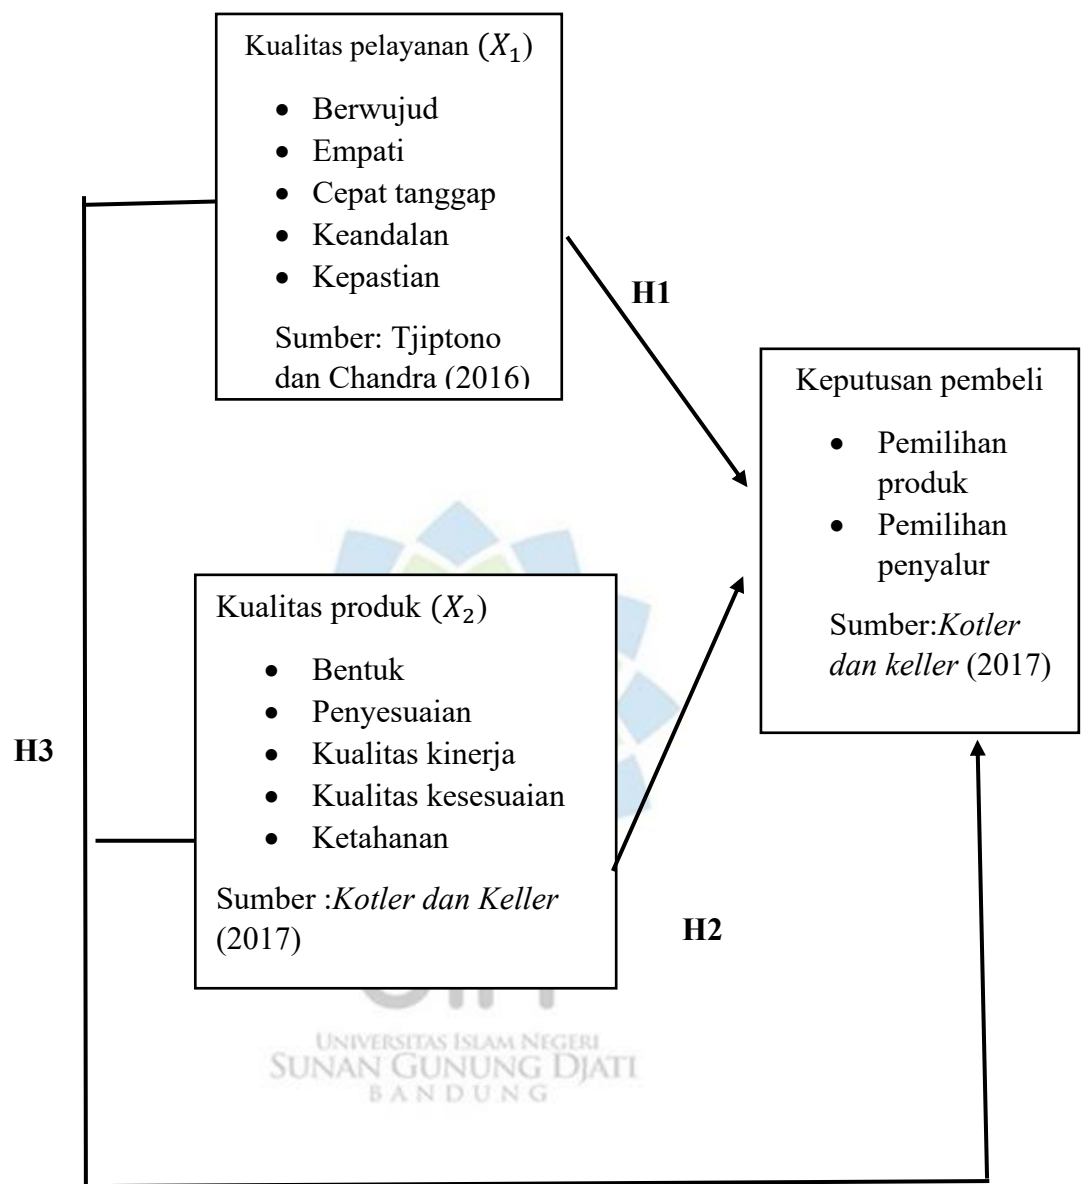 Kualitas pelayanan (X₁)
• Berwujud
• Empati
• Cepat tanggap
• Keandalan
• Kepastian
Sumber: Tjiptono
dan Chandra (2016)
H1
Keputusan pembeli
• Pemilihan
produk
• Pemilihan
penyalur
Sumber:Kotler
dan keller (2017)
Kualitas produk (X₂)
• Bentuk
• Penyesuaian
• Kualitas kinerja
• Kualitas kesesuaian
• Ketahanan
Sumber :Kotler dan Keller
(2017)
H3
H2
UNIVERSITAS ISLAM NEGERI
SUNAN GUNUNG DJATI
BANDUNG